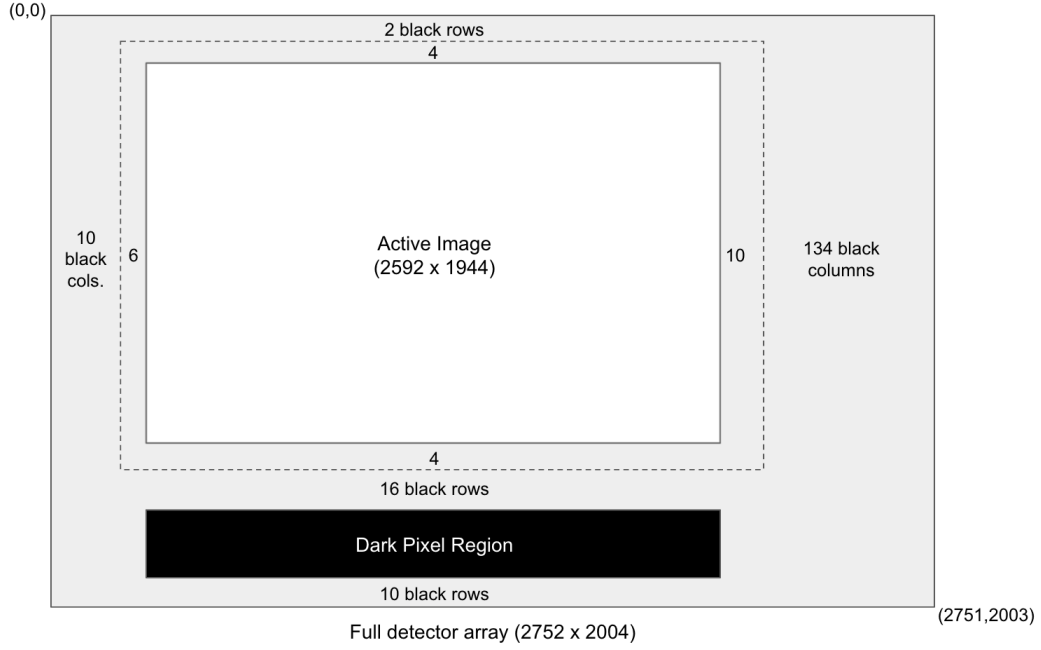 (0,0)
2 black rows
4
10
black
cols.
6
Active Image
(2592 x 1944)
10
134 black
columns
4
16 black rows
Dark Pixel Region
10 black rows
(2751,2003)
Full detector array (2752 x 2004)